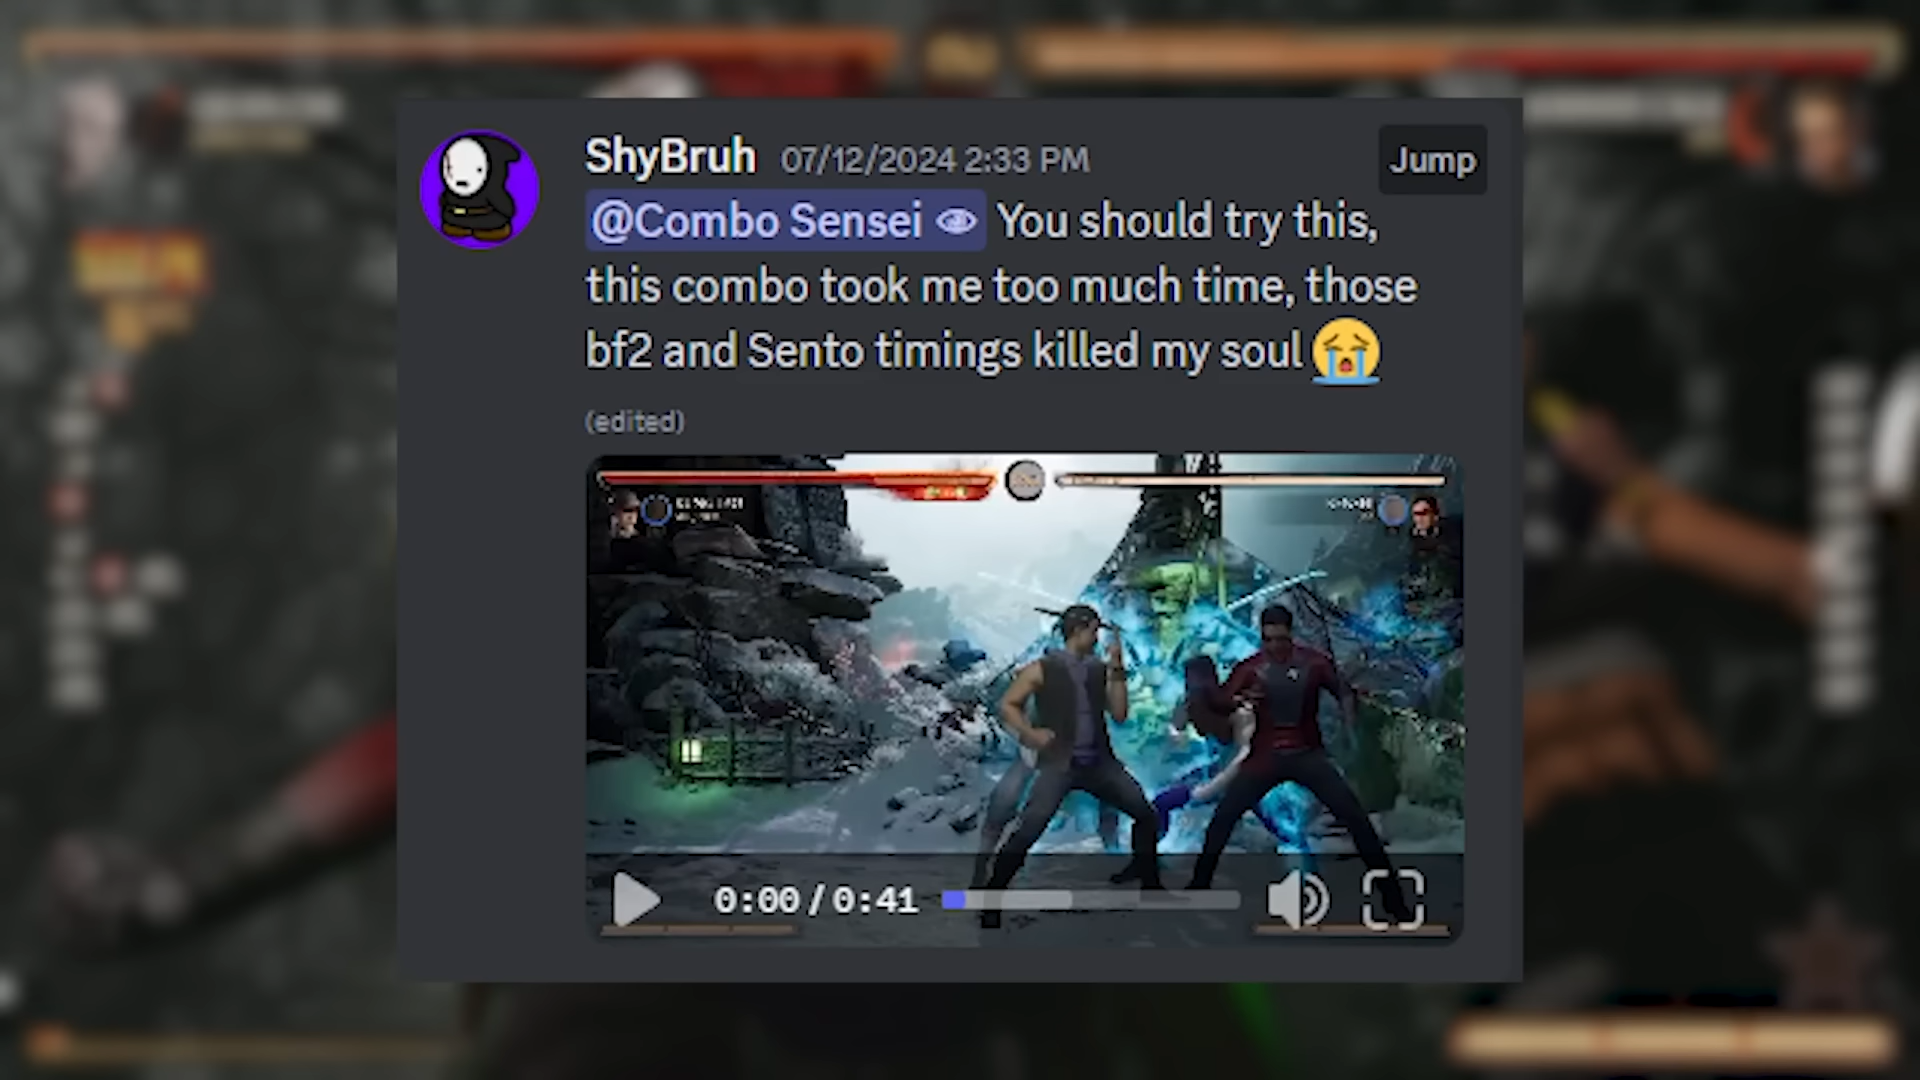 ShyBruh 07/12/2024 2:33 PM
Jump
@Combo Sensei You should try this,
this combo took me too much time, those
bf2 and Sento timings killed my soul 😭
(edited)
0:00 / 0:41